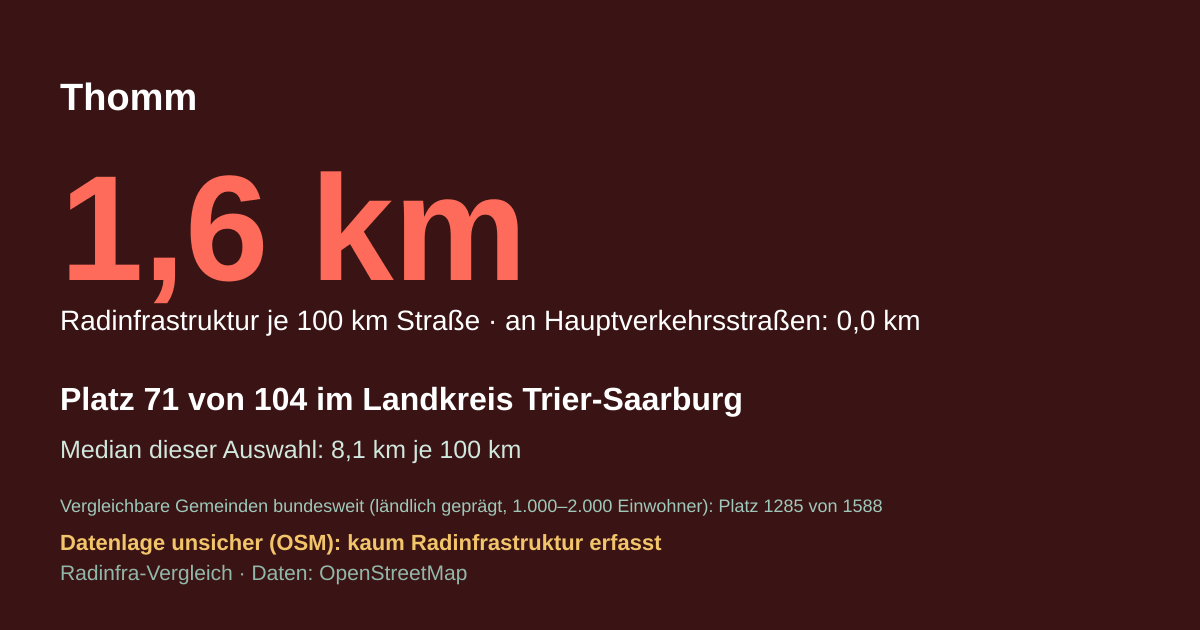 Thomm
1,6 km
Radinfrastruktur je 100 km Straße · an Hauptverkehrsstraßen: 0,0 km
Platz 71 von 104 im Landkreis Trier-Saarburg
Median dieser Auswahl: 8,1 km je 100 km
Vergleichbare Gemeinden bundesweit (ländlich geprägt, 1.000–2.000 Einwohner): Platz 1285 von 1588
Datenlage unsicher (OSM): kaum Radinfrastruktur erfasst
Radinfra-Vergleich · Daten: OpenStreetMap